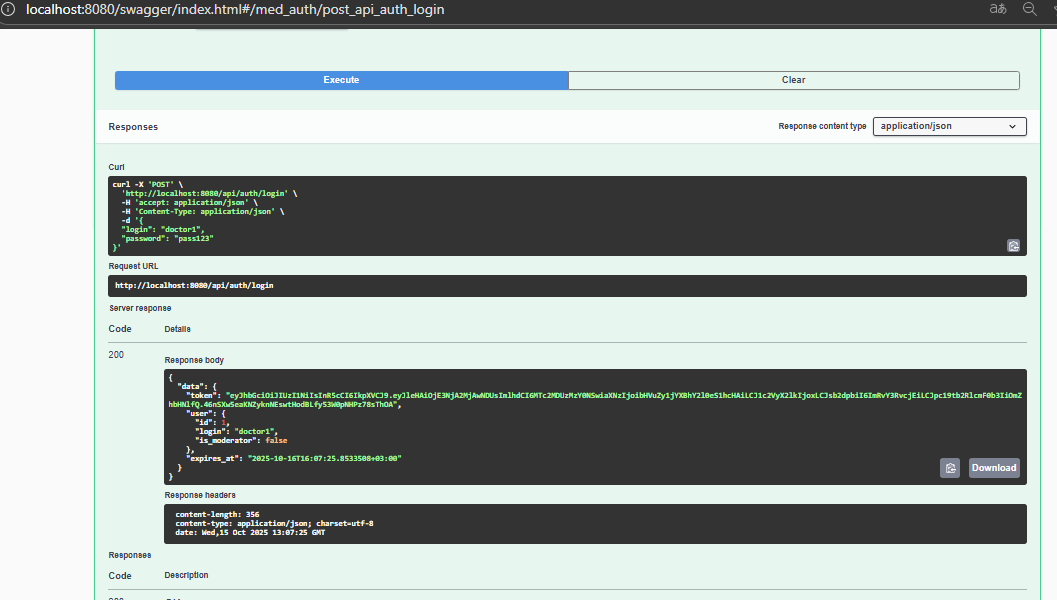 localhost:8080/swagger/index.html#/med_auth/post_api_auth_login
Execute
Clear
Responses
Response content type
application/json
Curl
curl -X 'POST' \
'http://localhost:8080/api/auth/login' \
-H 'accept: application/json' \
-H 'Content-Type: application/json' \
-d '{
"login": "doctor1",
"password": "pass123"
}'
Request URL
http://localhost:8080/api/auth/login
Server response
Code
Details
200
Response body
{
"data": {
"token":
"user": {
"id": 1,
"login": "doctor1",
"is_moderator": false
},
"expires_at": "2025-10-16T16:07:25.8533508+03:00"
}
}
Download
Response headers
content-length: 356
content-type: application/json; charset=utf-8
date: Wed,15 Oct 2025 13:07:25 GMT
Responses
Code
Description